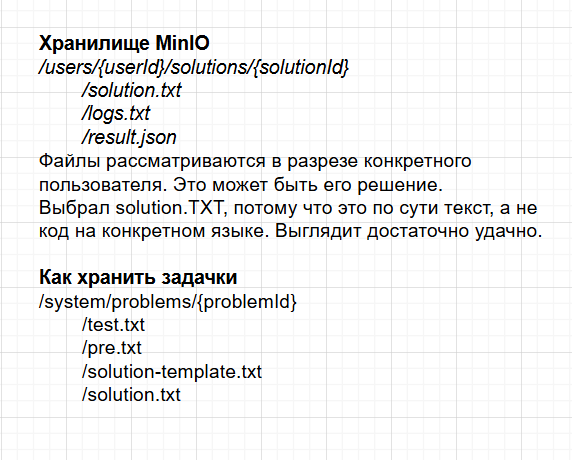 Хранилище MinIO
/users/{userId}/solutions/{solutionId}
/solution.txt
/logs.txt
/result.json
Файлы рассматриваются в разрезе конкретного
пользователя. Это может быть его решение.
Выбрал solution.TXT, потому что это по сути текст, а не
код на конкретном языке. Выглядит достаточно удачно.
Как хранить задачки
/system/problems/{problemId}
/test.txt
/pre.txt
/solution-template.txt
/solution.txt